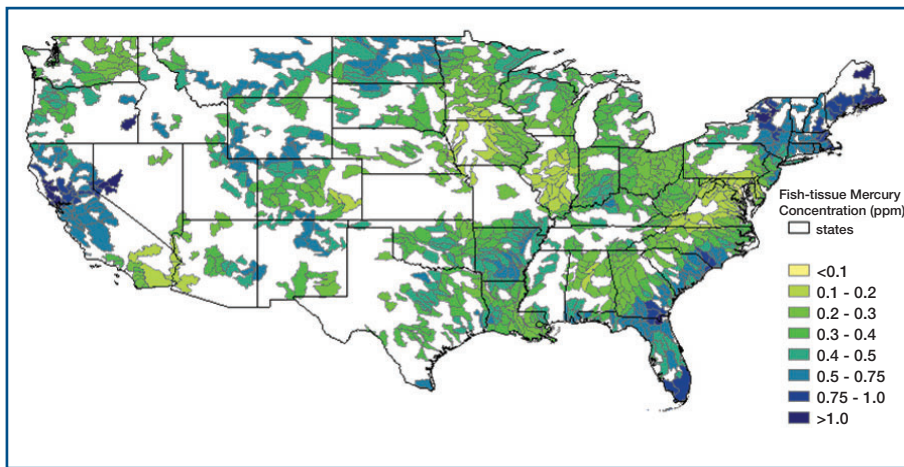 Fish-tissue Mercury
Concentration (ppm)
states
<0.1
0.1 - 0.2
0.2 - 0.3
0.3 - 0.4
0.4 - 0.5
0.5 - 0.75
0.75 - 1.0
>1.0